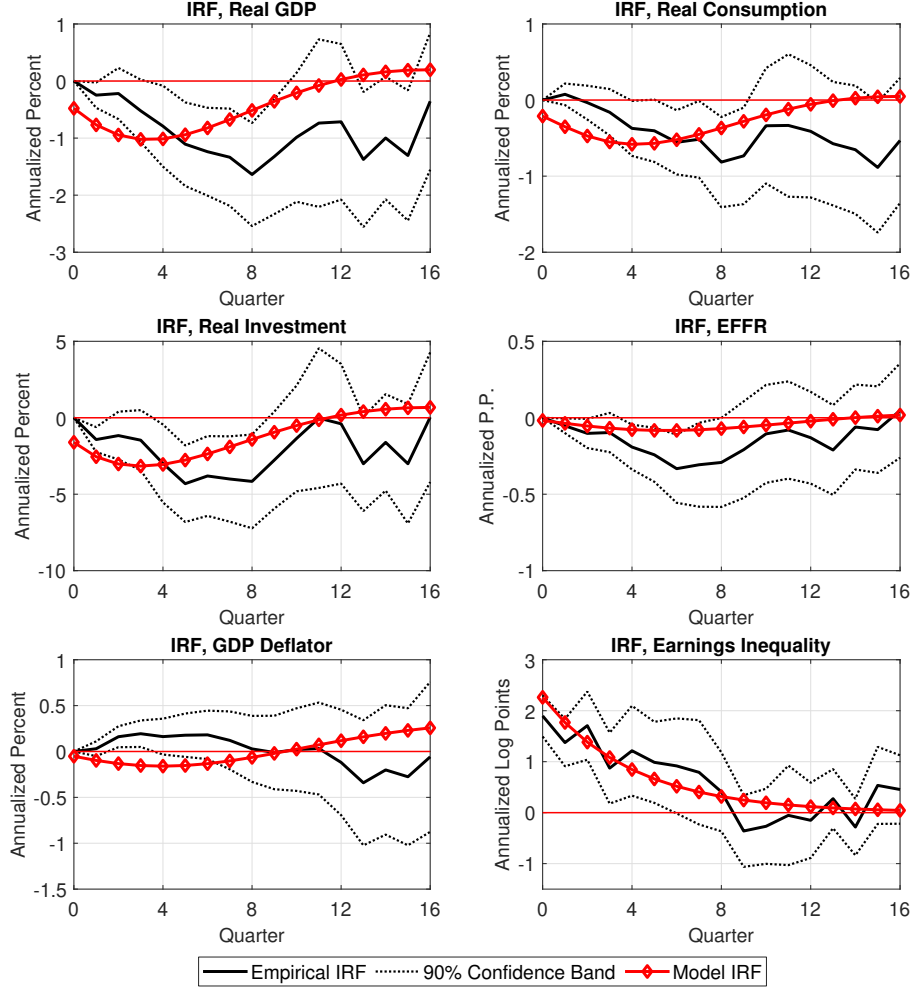 IRF, Real GDP
Annualized Percent
1
0
-1
-2
-3
0 4 8 12 16
Quarter
IRF, Real Consumption
Annualized Percent
1
0
-1
-2
0 4 8 12 16
Quarter
IRF, Real Investment
Annualized Percent
5
0
-5
-10
0 4 8 12 16
Quarter
IRF, EFFR
Annualized P.P.
0.5
0
-0.5
-1
0 4 8 12 16
Quarter
IRF, GDP Deflator
Annualized Percent
1
0.5
0
-0.5
-1
-1.5
0 4 8 12 16
Quarter
IRF, Earnings Inequality
Annualized Log Points
3
2
1
0
-1
0 4 8 12 16
Quarter
Empirical IRF 90% Confidence Band Model IRF